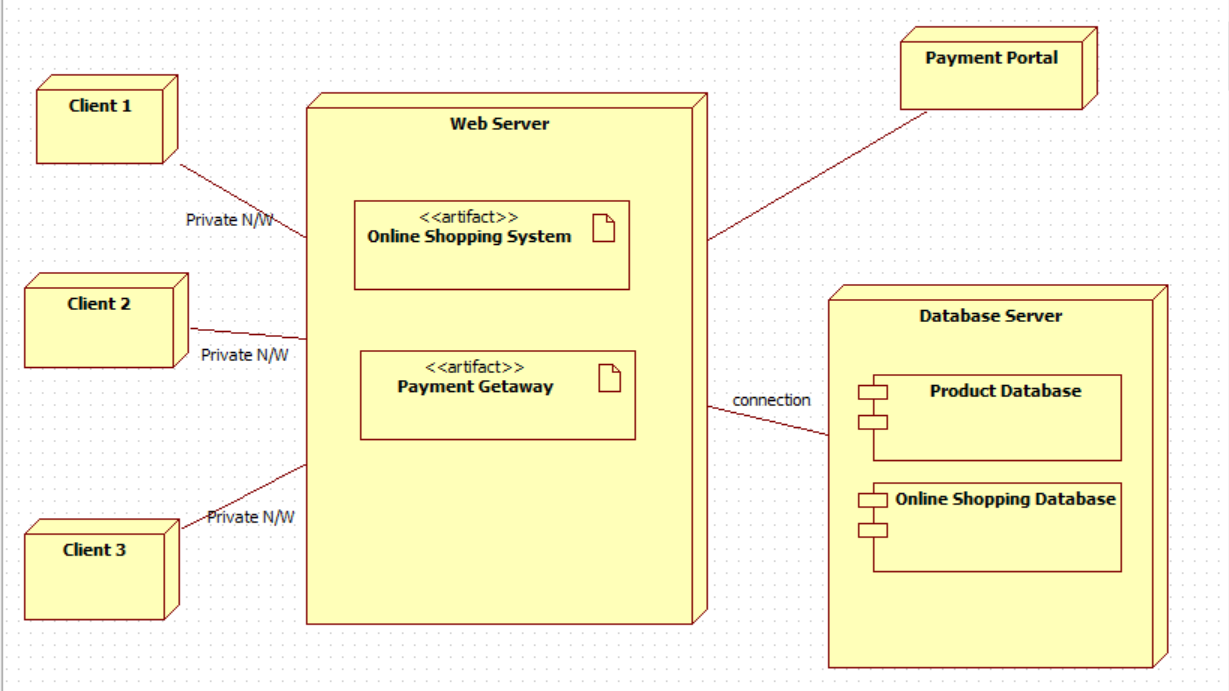 Client 1
Private N/W
Client 2
Private N/W
Client 3
Private N/W
Web Server
<<artifact>>
Online Shopping System
<<artifact>>
Payment Getaway
Payment Portal
connection
Database Server
Product Database
Online Shopping Database